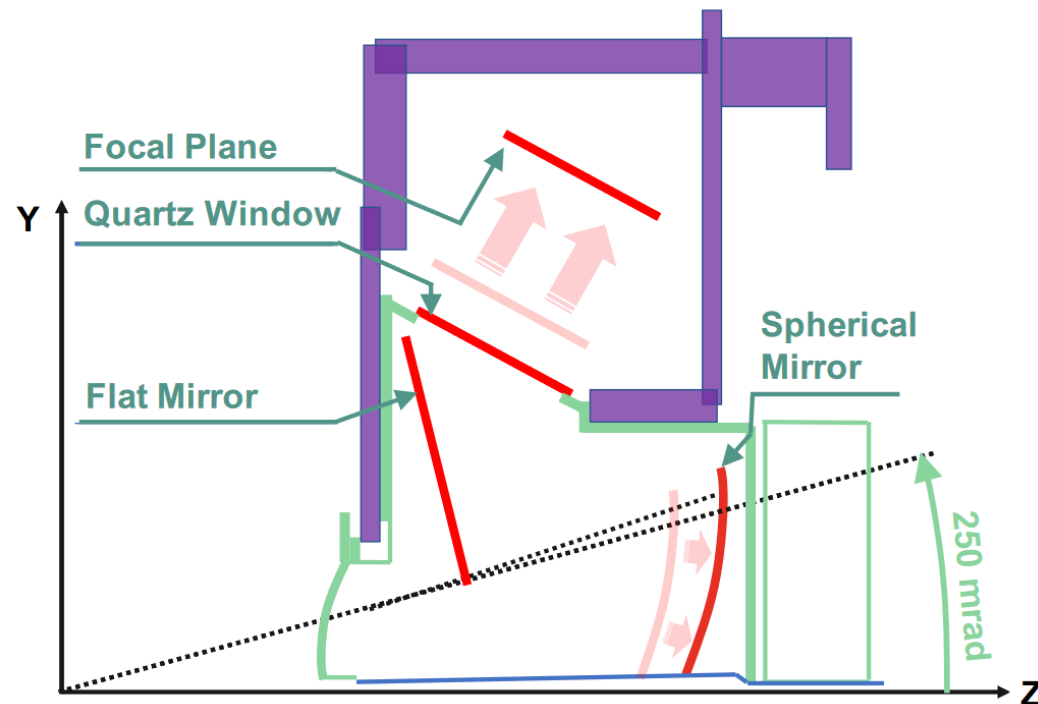 Focal Plane
Y
Quartz Window
Spherical
Mirror
Flat Mirror
250 mrad
Z